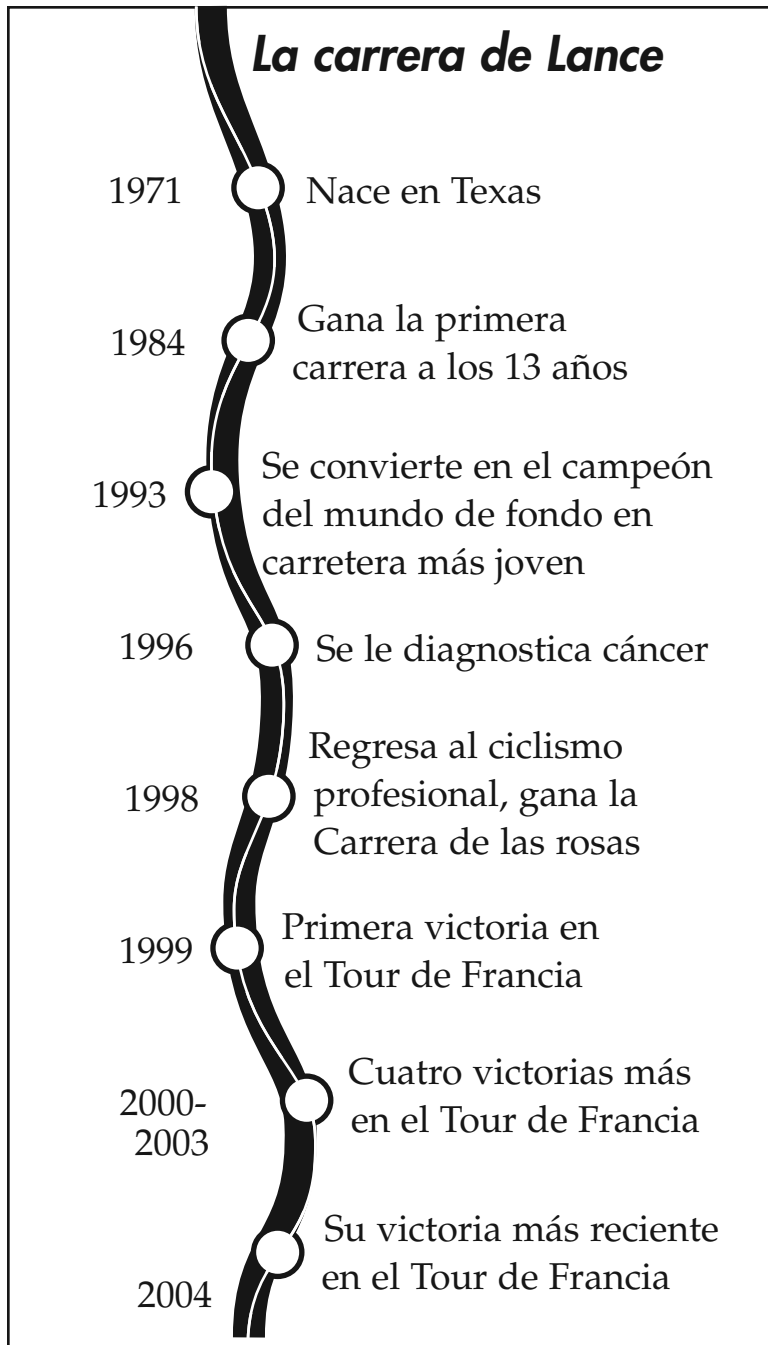 La carrera de Lance
1971
Nace en Texas
1984
Gana la primera
carrera a los 13 años
1993
Se convierte en el campeón
del mundo de fondo en
carretera más joven
1996
Se le diagnostica cáncer
1998
Regresa al ciclismo
profesional, gana la
Carrera de las rosas
1999
Primera victoria en
el Tour de Francia
2000-
2003
Cuatro victorias más
en el Tour de Francia
2004
Su victoria más reciente
en el Tour de Francia